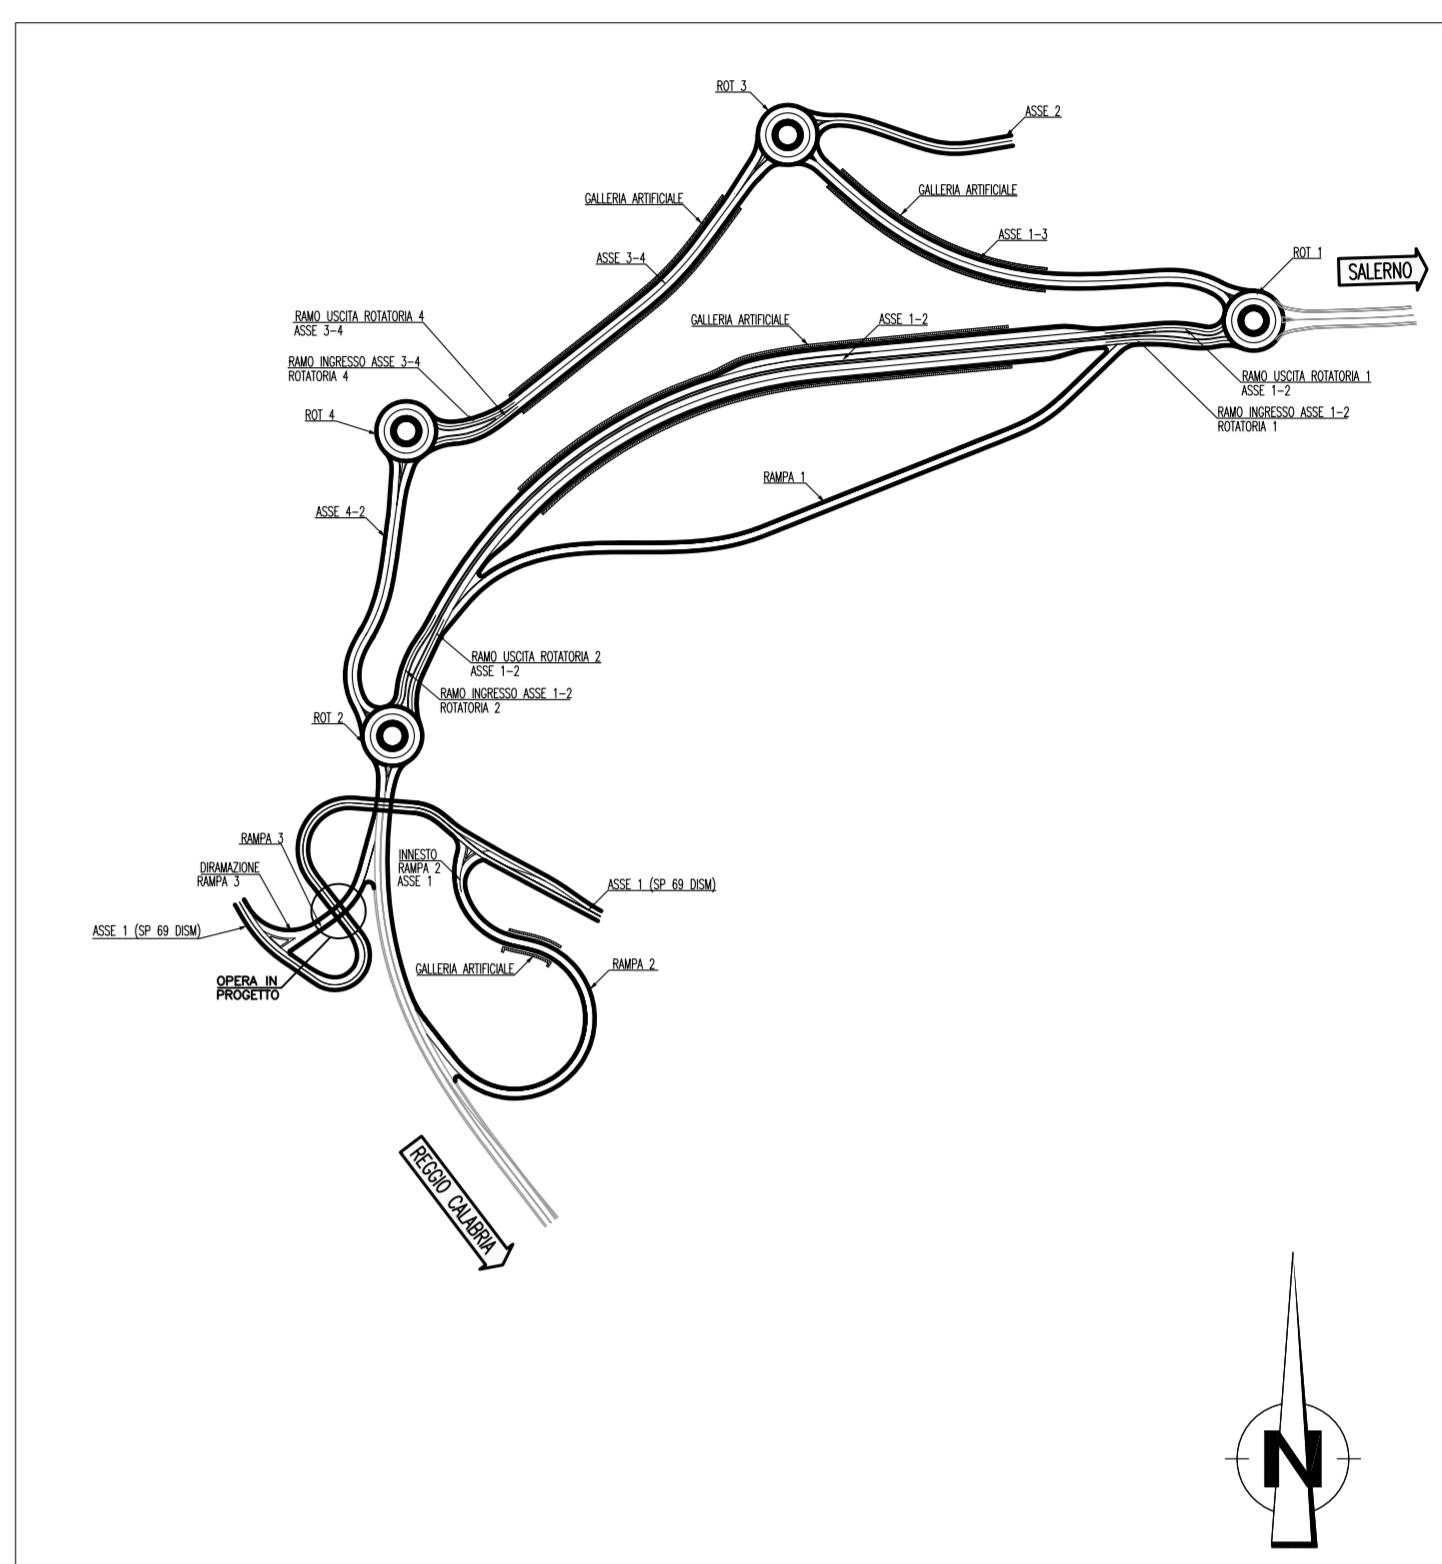 ROT 3
ASSE 2
GALLERIA ARTIFICIALE
GALLERIA ARTIFICIALE
ASSE 1-3
ROT 1
SALERNO
ASSE 3-4
RAMO USCITA ROTATORIA 4
ASSE 3-4
GALLERIA ARTIFICIALE
ASSE 1-2
RAMO INGRESSO ASSE 3-4
ROTATORIA 4
RAMO USCITA ROTATORIA 1
ASSE 1-2
ROT 4
RAMO INGRESSO ASSE 1-2
ROTATORIA 1
RAMPA 1
ASSE 4-2
RAMO USCITA ROTATORIA 2
ASSE 1-2
RAMO INGRESSO ASSE 1-2
ROTATORIA 2
ROT 2
RAMPA 3
INNESTO
RAMPA 2
ASSE 1
DIRAMAZIONE
RAMPA 3
ASSE 1 (SP 69 DISM)
ASSE 1 (SP 69 DISM)
GALLERIA ARTIFICIALE
RAMPA 2
OPERA IN
PROGETTO
REGGIO CALABRIA
N